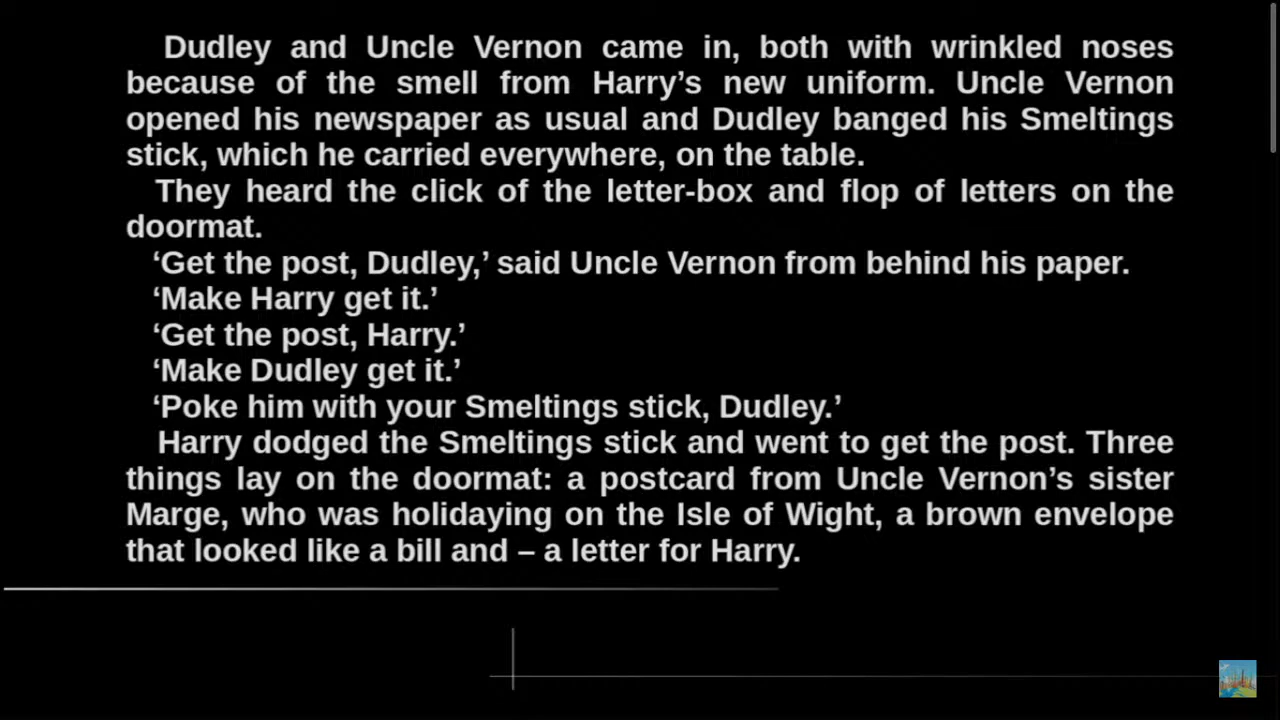 Dudley and Uncle Vernon came in, both with wrinkled noses
because of the smell from Harry’s new uniform. Uncle Vernon
opened his newspaper as usual and Dudley banged his Smeltings
stick, which he carried everywhere, on the table.
They heard the click of the letter-box and flop of letters on the
doormat.
‘Get the post, Dudley,’ said Uncle Vernon from behind his paper.
‘Make Harry get it.’
‘Get the post, Harry.’
‘Make Dudley get it.’
‘Poke him with your Smeltings stick, Dudley.’
Harry dodged the Smeltings stick and went to get the post. Three
things lay on the doormat: a postcard from Uncle Vernon’s sister
Marge, who was holidaying on the Isle of Wight, a brown envelope
that looked like a bill and – a letter for Harry.